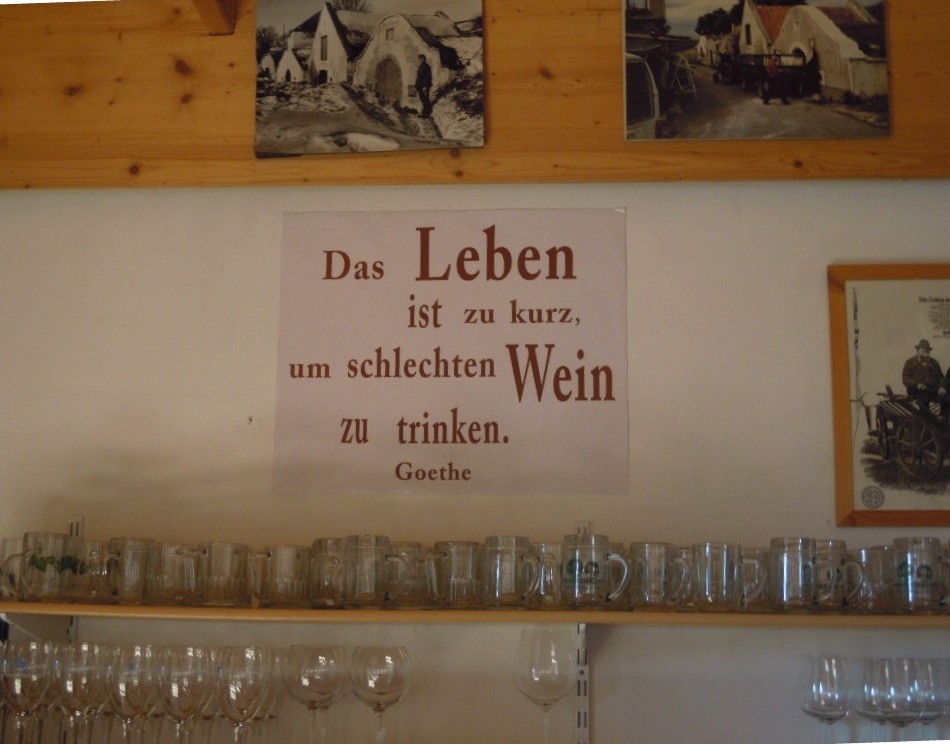 Das Leben
ist zu kurz,
um schlechten Wein
zu trinken.
Goethe